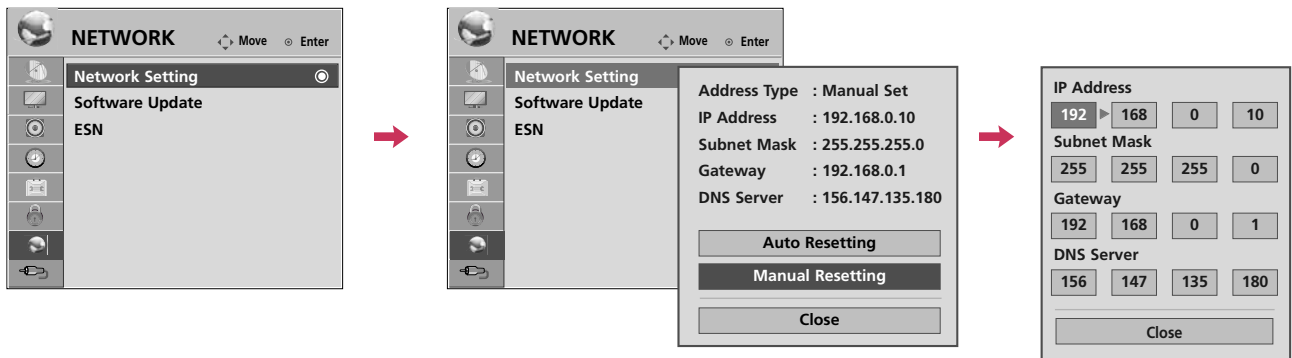 NETWORK Move Enter
Network Setting
Software Update
ESN
NETWORK Move Enter
Network Setting
Software Update
ESN
Address Type : Manual Set
IP Address : 192.168.0.10
Subnet Mask : 255.255.255.0
Gateway : 192.168.0.1
DNS Server : 156.147.135.180
Auto Resetting
Manual Resetting
Close
IP Address
192 168 0 10
Subnet Mask
255 255 255 0
Gateway
192 168 0 1
DNS Server
156 147 135 180
Close